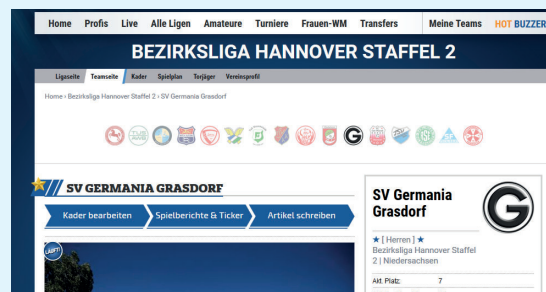 Home Profis Live Alle Ligen Amateure Turniere Frauen-WM Transfers Meine Teams HOT BUZZER
BEZIRKSLIGA HANNOVER STAFFEL 2
Ligaseite Teamseite Kader Spielplan Torjäger Vereinsprofil
Home › Bezirksliga Hannover Staffel 2 › SV Germania Grasdorf
SV GERMANIA GRASDORF
Kader bearbeiten Spielberichte & Ticker Artikel schreiben
LÄUFT!
SV Germania
Grasdorf
G
★ [ Herren ] ★
Bezirksliga Hannover Staffel
2 | Niedersachsen
Akt. Platz: 7